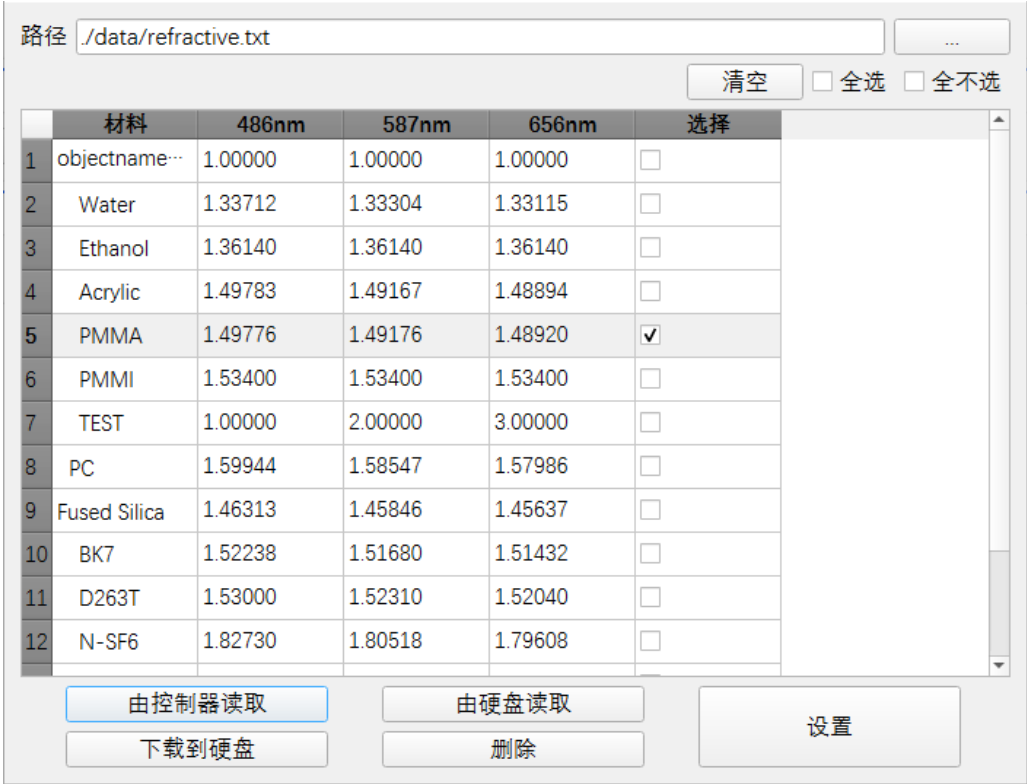 路径 ./data/refractive.txt ...
清空 全选 全不选
材料 486nm 587nm 656nm 选择
1 objectname··· 1.00000 1.00000 1.00000
2 Water 1.33712 1.33304 1.33115
3 Ethanol 1.36140 1.36140 1.36140
4 Acrylic 1.49783 1.49167 1.48894
5 PMMA 1.49776 1.49176 1.48920
6 PMMI 1.53400 1.53400 1.53400
7 TEST 1.00000 2.00000 3.00000
8 PC 1.59944 1.58547 1.57986
9 Fused Silica 1.46313 1.45846 1.45637
10 BK7 1.52238 1.51680 1.51432
11 D263T 1.53000 1.52310 1.52040
12 N-SF6 1.82730 1.80518 1.79608
由控制器读取 由硬盘读取 设置
下载到硬盘 删除